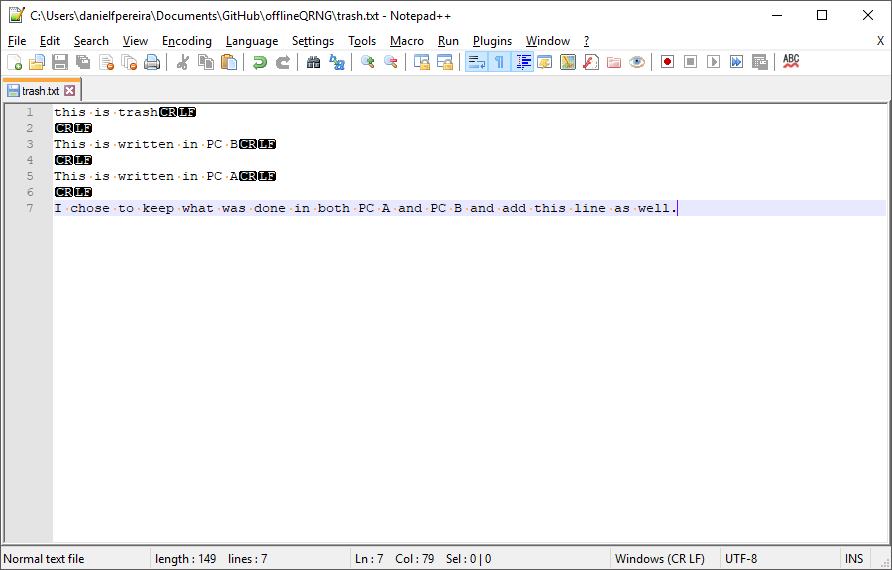 C:\Users\danielfpereira\Documents\GitHub\offlineQRNG\trash.txt - Notepad++
File Edit Search View Encoding Language Settings Tools Macro Run Plugins Window ? X
ABC
trash.txt
1 this is trashCRLF
2 CRLF
3 This is written in PC BCRLF
4 CRLF
5 This is written in PC ACRLF
6 CRLF
7 I chose to keep what was done in both PC A and PC B and add this line as well.
Normal text file length : 149 lines : 7 Ln : 7 Col : 79 Sel : 0 | 0 Windows (CR LF) UTF-8 INS